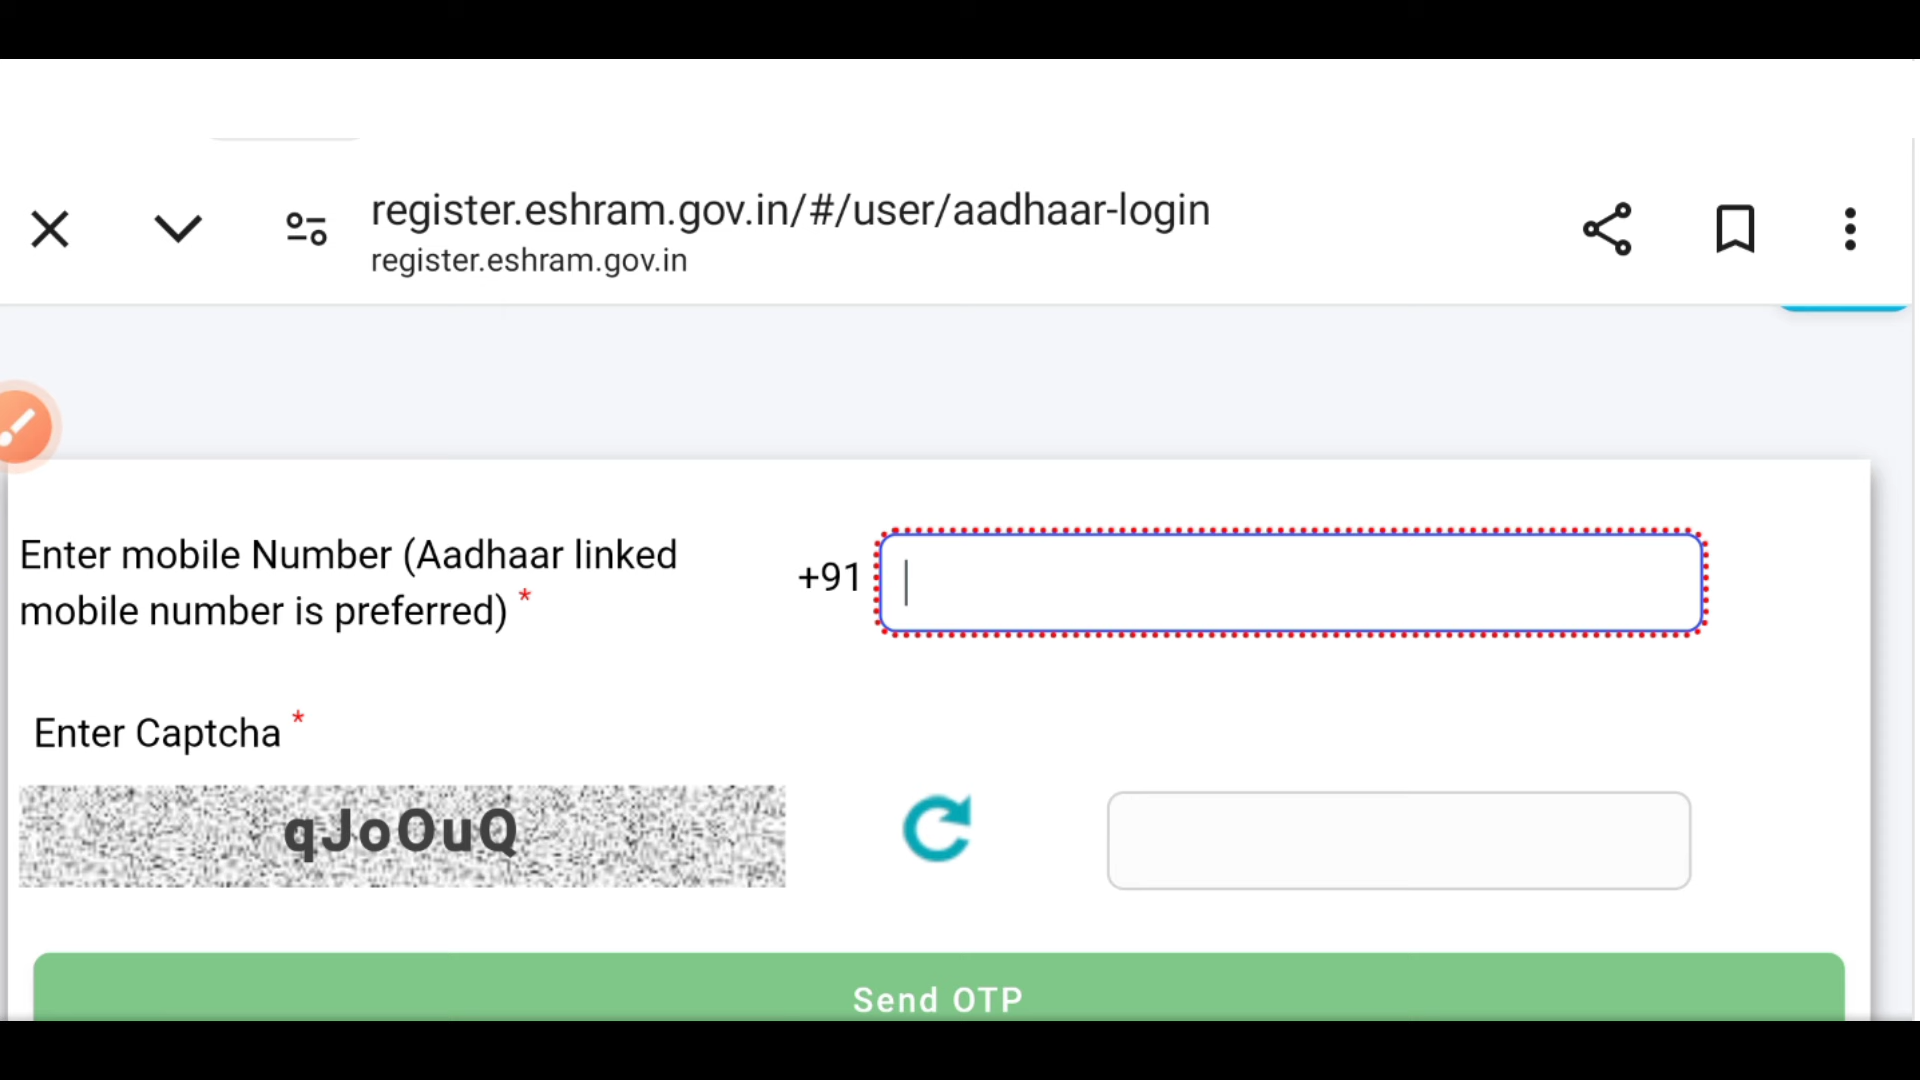 register.eshram.gov.in/#/user/aadhaar-login
register.eshram.gov.in
Enter mobile Number (Aadhaar linked
mobile number is preferred) *
+91
Enter Captcha *
qJoOuQ
Send OTP